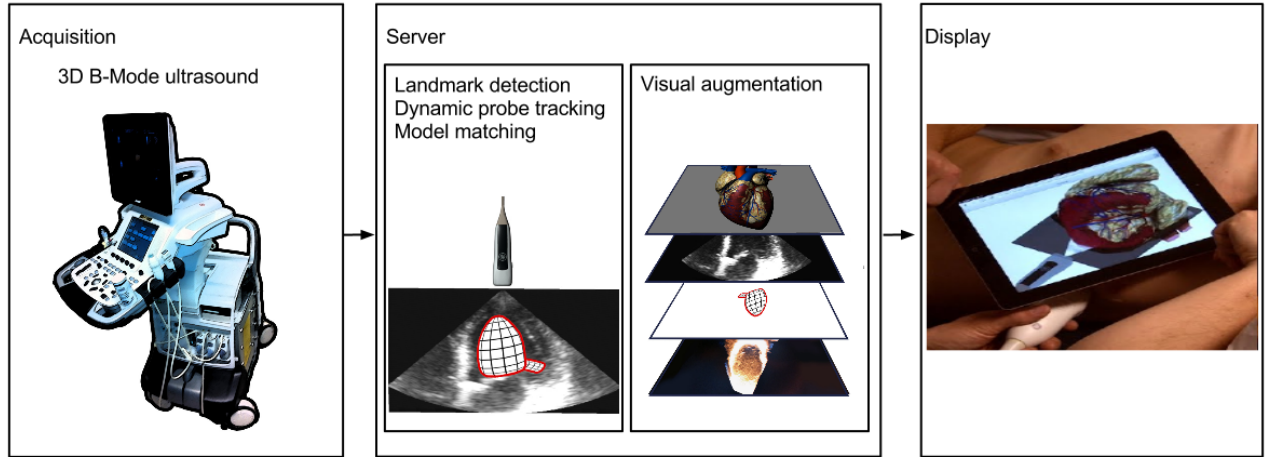 Acquisition
3D B-Mode ultrasound
Server
Landmark detection
Dynamic probe tracking
Model matching
Visual augmentation
Display